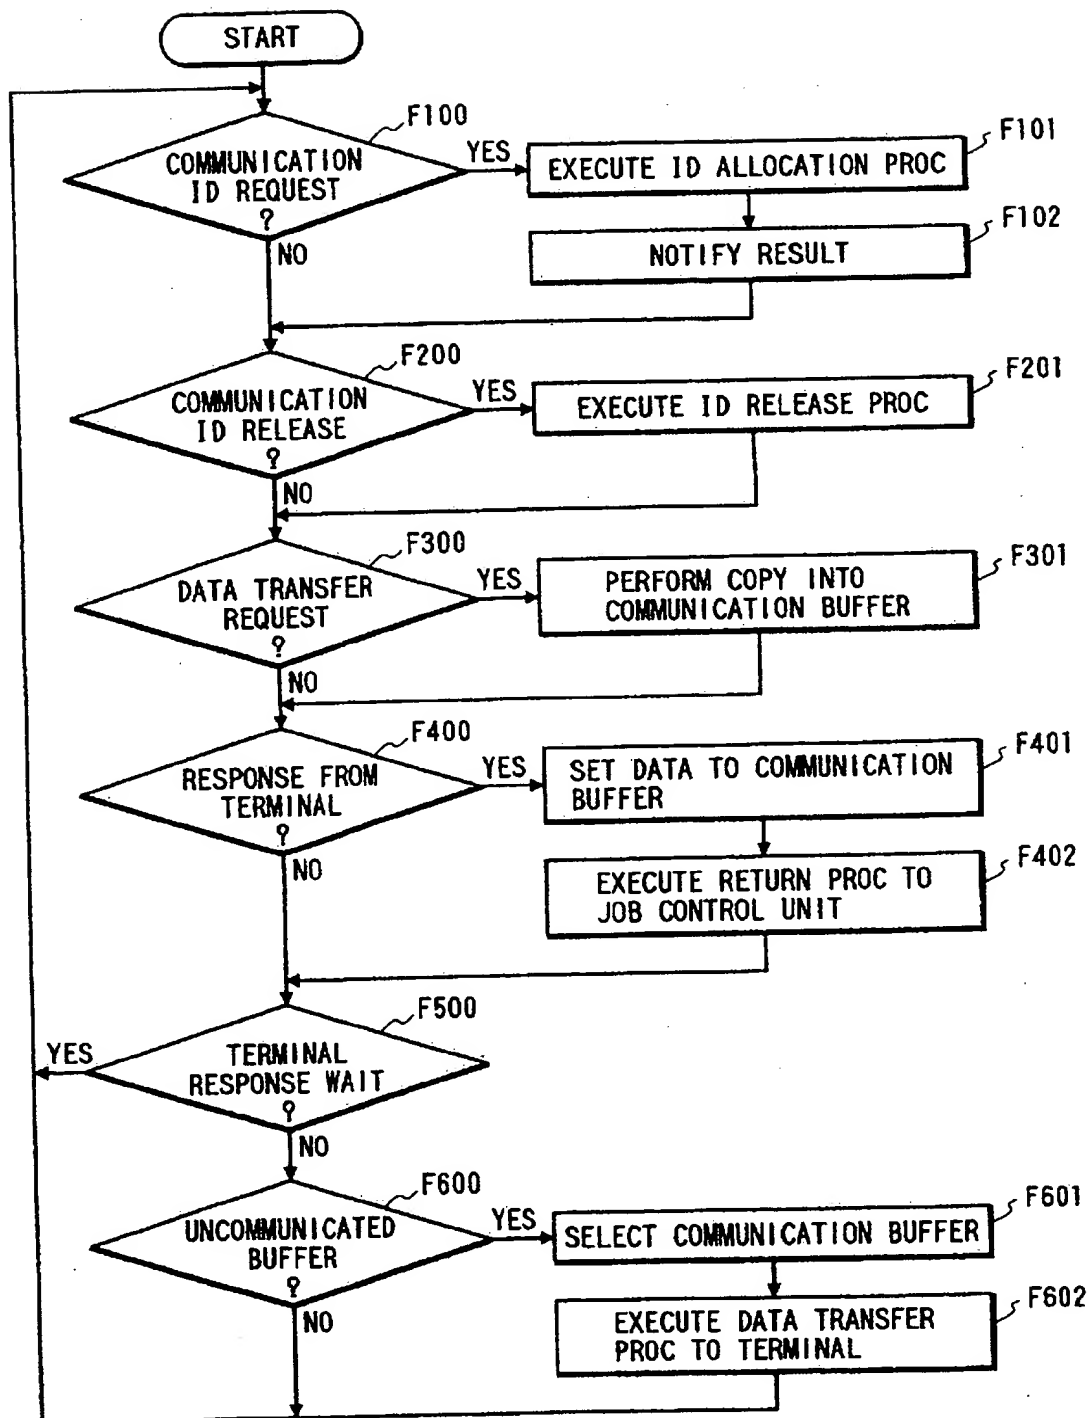 START
F100
COMMUNICATION
ID REQUEST
?
YES
NO
F101
EXECUTE ID ALLOCATION PROC
F102
NOTIFY RESULT
F200
COMMUNICATION
ID RELEASE
?
YES
NO
F201
EXECUTE ID RELEASE PROC
F300
DATA TRANSFER
REQUEST
?
YES
NO
F301
PERFORM COPY INTO
COMMUNICATION BUFFER
F400
RESPONSE FROM
TERMINAL
?
YES
NO
F401
SET DATA TO COMMUNICATION
BUFFER
F402
EXECUTE RETURN PROC TO
JOB CONTROL UNIT
F500
TERMINAL
RESPONSE WAIT
?
YES
NO
F600
UNCOMMUNICATED
BUFFER
?
YES
NO
F601
SELECT COMMUNICATION BUFFER
F602
EXECUTE DATA TRANSFER
PROC TO TERMINAL